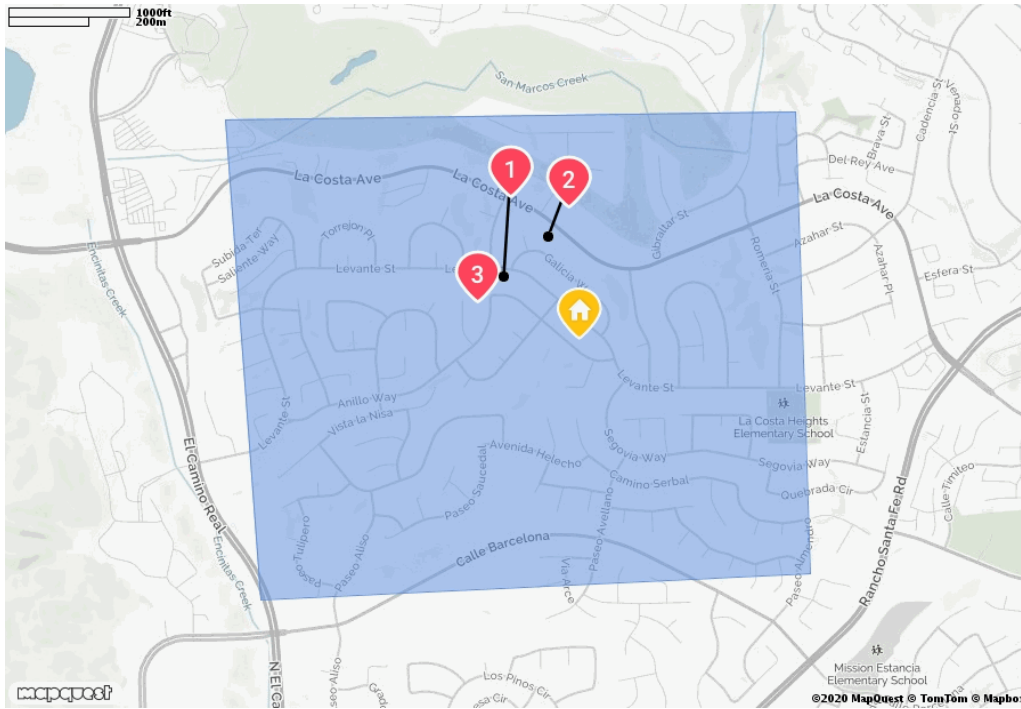 1000ft
200m
San Marcos Creek
Cadencia St
Venado St
Brava St
Del Rey Ave
La Costa Ave
La Costa Ave
La Costa Ave
1
2
Gibraltar St
Romeria St
Azahar St
Azahar Pl
Esfera St
Subida Ter
Saliente Way
Torrejon Pl
Encinitas Creek
Levante St
3
Levante St
Levante St
La Costa Heights
Elementary School
Estancia St
Anillo Way
Vista la Nisa
Levante St
El Camino Real
Avenida Helecho
Segovia Way
Segovia Way
Camino Serbal
Quebrada Cir
Calle Timiteo
Rancho Santa Fe Rd
Paseo Saucedal
Paseo Avellano
Calle Barcelona
Paseo Tulipero
Paseo Aliso
Via Arce
Encinitas Creek
Paseo Aliso
Los Pinos Cir
Mission Estancia
Elementary School
mapquest
©2020 MapQuest © TomTom © Mapbox